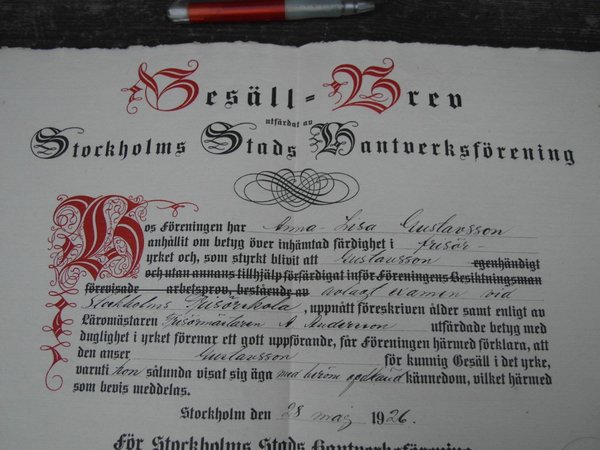 Gesäll-Brev
utfärdat av
Stockholms Stads Hantverksförening
Hos Föreningen har Anna-Lisa Gustavsson
anhållit om betyg över inhämtad färdighet i frisör-
yrket och, som styrkt blivit att Gustavsson egenhändigt
och utan annans tillhjälp förfärdigat inför Föreningens Besiktningsman
förevisade arbetsprov, bestående av avlagt examen vid
Stockholms Frisörskola, uppnått föreskriven ålder samt enligt av
Läromästaren Frisörmästaren A. Andersson utfärdade betyg med
duglighet i yrket förenar ett gott uppförande, får Föreningen härmed förklara, att
den anser Gustavsson för kunnig Gesäll i det yrke,
varuti hon sålunda visat sig äga med beröm godkänd kännedom, vilket härmed
som bevis meddelas.
Stockholm den 28 maj 1926.
För Stockholms Stads Hantverksförening